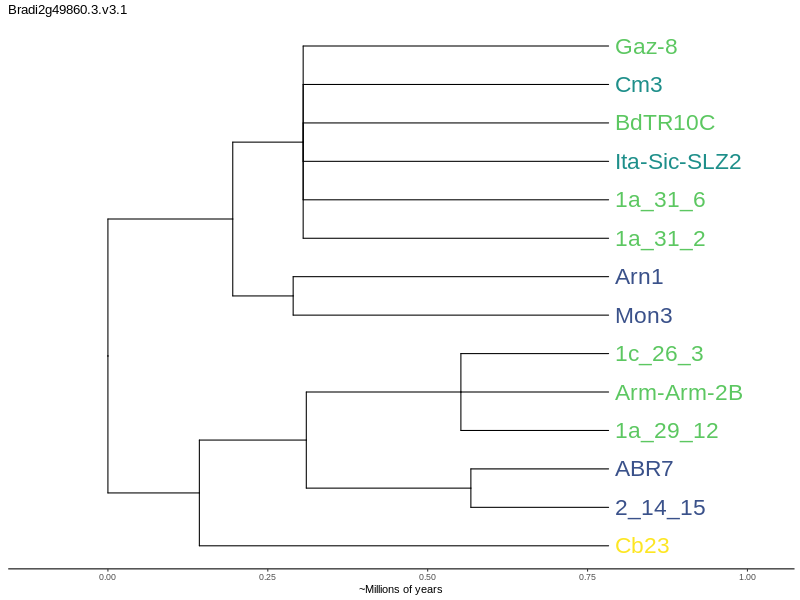 Bradi2g49860.3.v3.1
Gaz-8
Cm3
BdTR10C
Ita-Sic-SLZ2
1a_31_6
1a_31_2
Arn1
Mon3
1c_26_3
Arm-Arm-2B
1a_29_12
ABR7
2_14_15
Cb23
0.00 0.25 0.50 0.75 1.00
~Millions of years